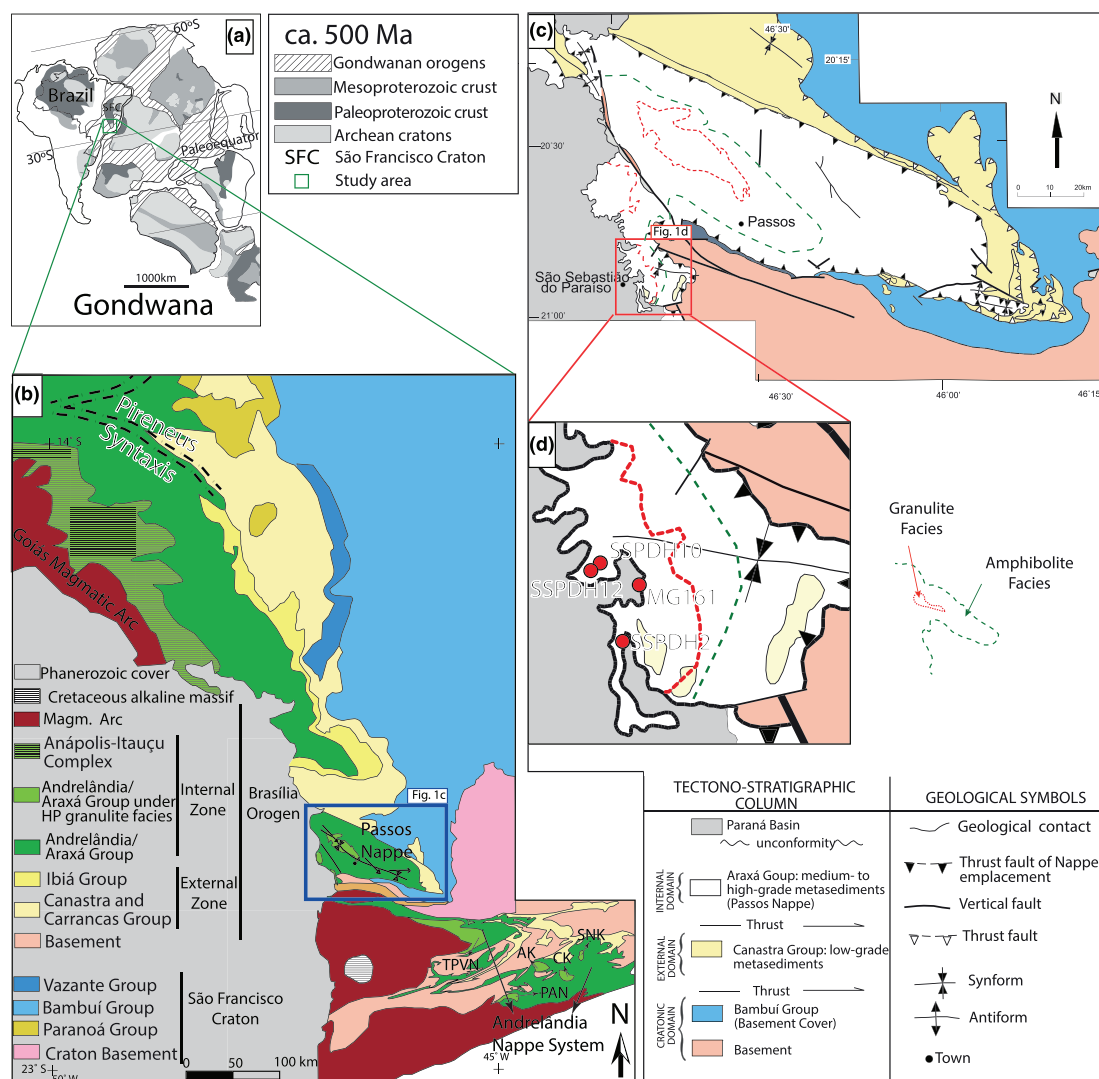 (a)
60ºS
Brazil
SFC
30ºS
Paleoequator
1000km
Gondwana
ca. 500 Ma
Gondwanan orogens
Mesoproterozoic crust
Paleoproterozoic crust
Archean cratons
SFC São Francisco Craton
Study area
(c)
46'30'
20˚15'
20˚30'
21˚00'
46˚30'
46˚00'
46˚15'
N
0 10 20km
Passos
Fig. 1d
São Sebastião
do Paraíso
(b)
14˚ S
Pireneus
Syntaxis
Goiás Magmatic Arc
Phanerozoic cover
Cretaceous alkaline massif
Magm. Arc
Anápolis-Itauçu
Complex
Andrelândia/
Araxá Group under
HP granulite facies
Andrelândia/
Araxá Group
Ibiá Group
Canastra and
Carrancas Group
Basement
Internal
Zone
External
Zone
Brasília
Orogen
Vazante Group
Bambuí Group
Paranoá Group
Craton Basement
São Francisco
Craton
Fig. 1c
Passos
Nappe
TPVN
AK
SNK
CK
PAN
Andrelândia
Nappe System
N
45˚ W
23˚ S
0 50 100 km
(d)
SSPDH10
SSPDH12
MG161
SSPDH2
Granulite
Facies
Amphibolite
Facies
TECTONO-STRATIGRAPHIC
COLUMN
Paraná Basin
unconformity
INTERNAL
DOMAIN
Araxá Goup: medium- to
high-grade metasediments
(Passos Nappe)
Thrust
EXTERNAL
DOMAIN
Canastra Group: low-grade
metasediments
Thrust
CRATONIC
DOMAIN
Bambuí Group
(Basement Cover)
Basement
GEOLOGICAL SYMBOLS
Geological contact
Thrust fault of Nappe
emplacement
Vertical fault
Thrust fault
Synform
Antiform
Town